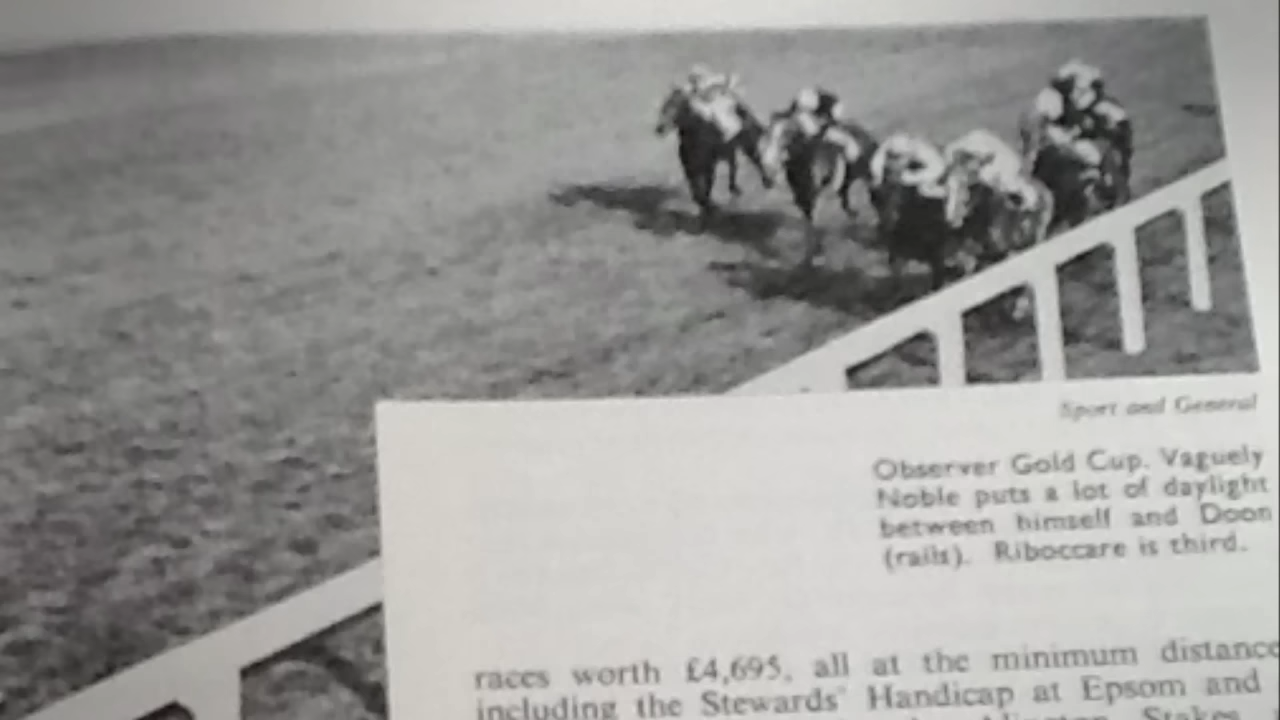 Sport and General
Observer Gold Cup. Vaguely
Noble puts a lot of daylight
between himself and Doon
(rails). Riboccare is third.
races worth £4,695, all at the minimum distance
including the Stewards' Handicap at Epsom and
Stakes